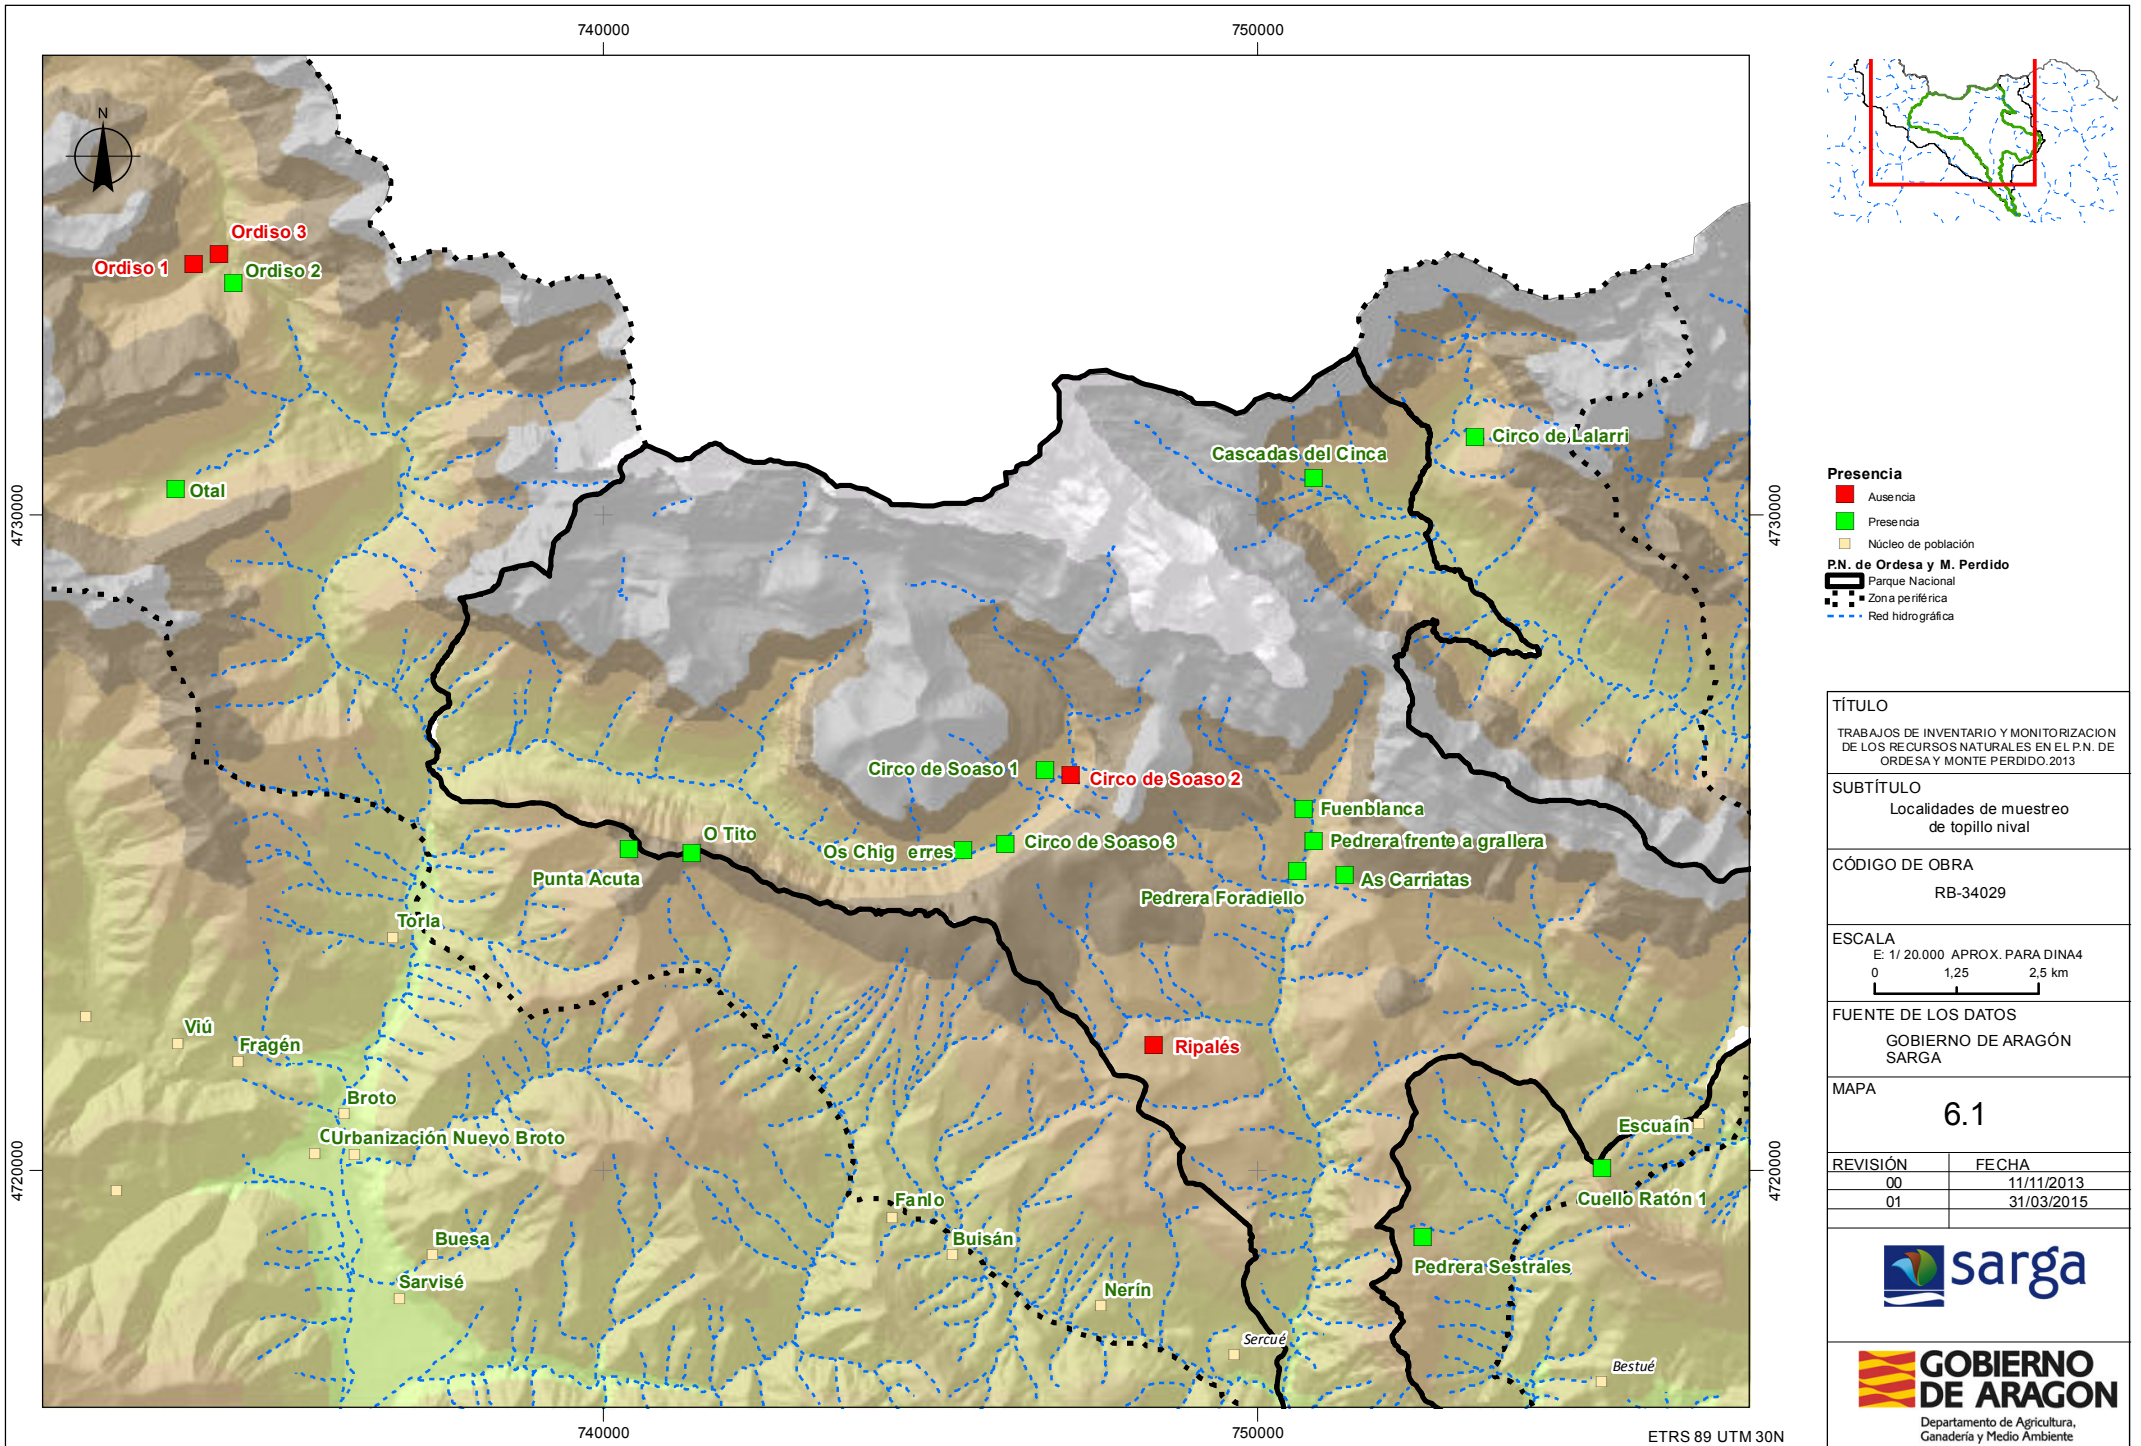 740000
750000
N
Ordiso 3
Ordiso 1
Ordiso 2
Otal
Cascadas del Cinca
Circo de Lalarri
4730000
4730000
Circo de Soaso 1
Circo de Soaso 2
Fuenblanca
O Tito
Os Chig erres
Circo de Soaso 3
Pedrera frente a grallera
Punta Acuta
Pedrera Foradiello
As Carriatas
Torla
Viú
Fragén
Ripalés
Broto
Urbanización Nuevo Broto
Escuaín
4720000
4720000
Cuello Ratón 1
Fanlo
Buesa
Buisán
Pedrera Sestrales
Sarvisé
Nerín
Sercué
Bestué
740000
750000
ETRS 89 UTM 30N
Presencia
Ausencia
Presencia
Núcleo de población
P.N. de Ordesa y M. Perdido
Parque Nacional
Zona periférica
Red hidrográfica
TÍTULO
TRABAJOS DE INVENTARIO Y MONITORIZACION
DE LOS RECURSOS NATURALES EN EL P.N. DE
ORDESA Y MONTE PERDIDO.2013
SUBTÍTULO
Localidades de muestreo
de topillo nival
CÓDIGO DE OBRA
RB-34029
ESCALA
E: 1/ 20.000 APROX. PARA DINA4
0 1,25 2,5 km
FUENTE DE LOS DATOS
GOBIERNO DE ARAGÓN
SARGA
MAPA
6.1
REVISIÓN FECHA
00 11/11/2013
01 31/03/2015
sarga
GOBIERNO
DE ARAGON
Departamento de Agricultura,
Ganadería y Medio Ambiente